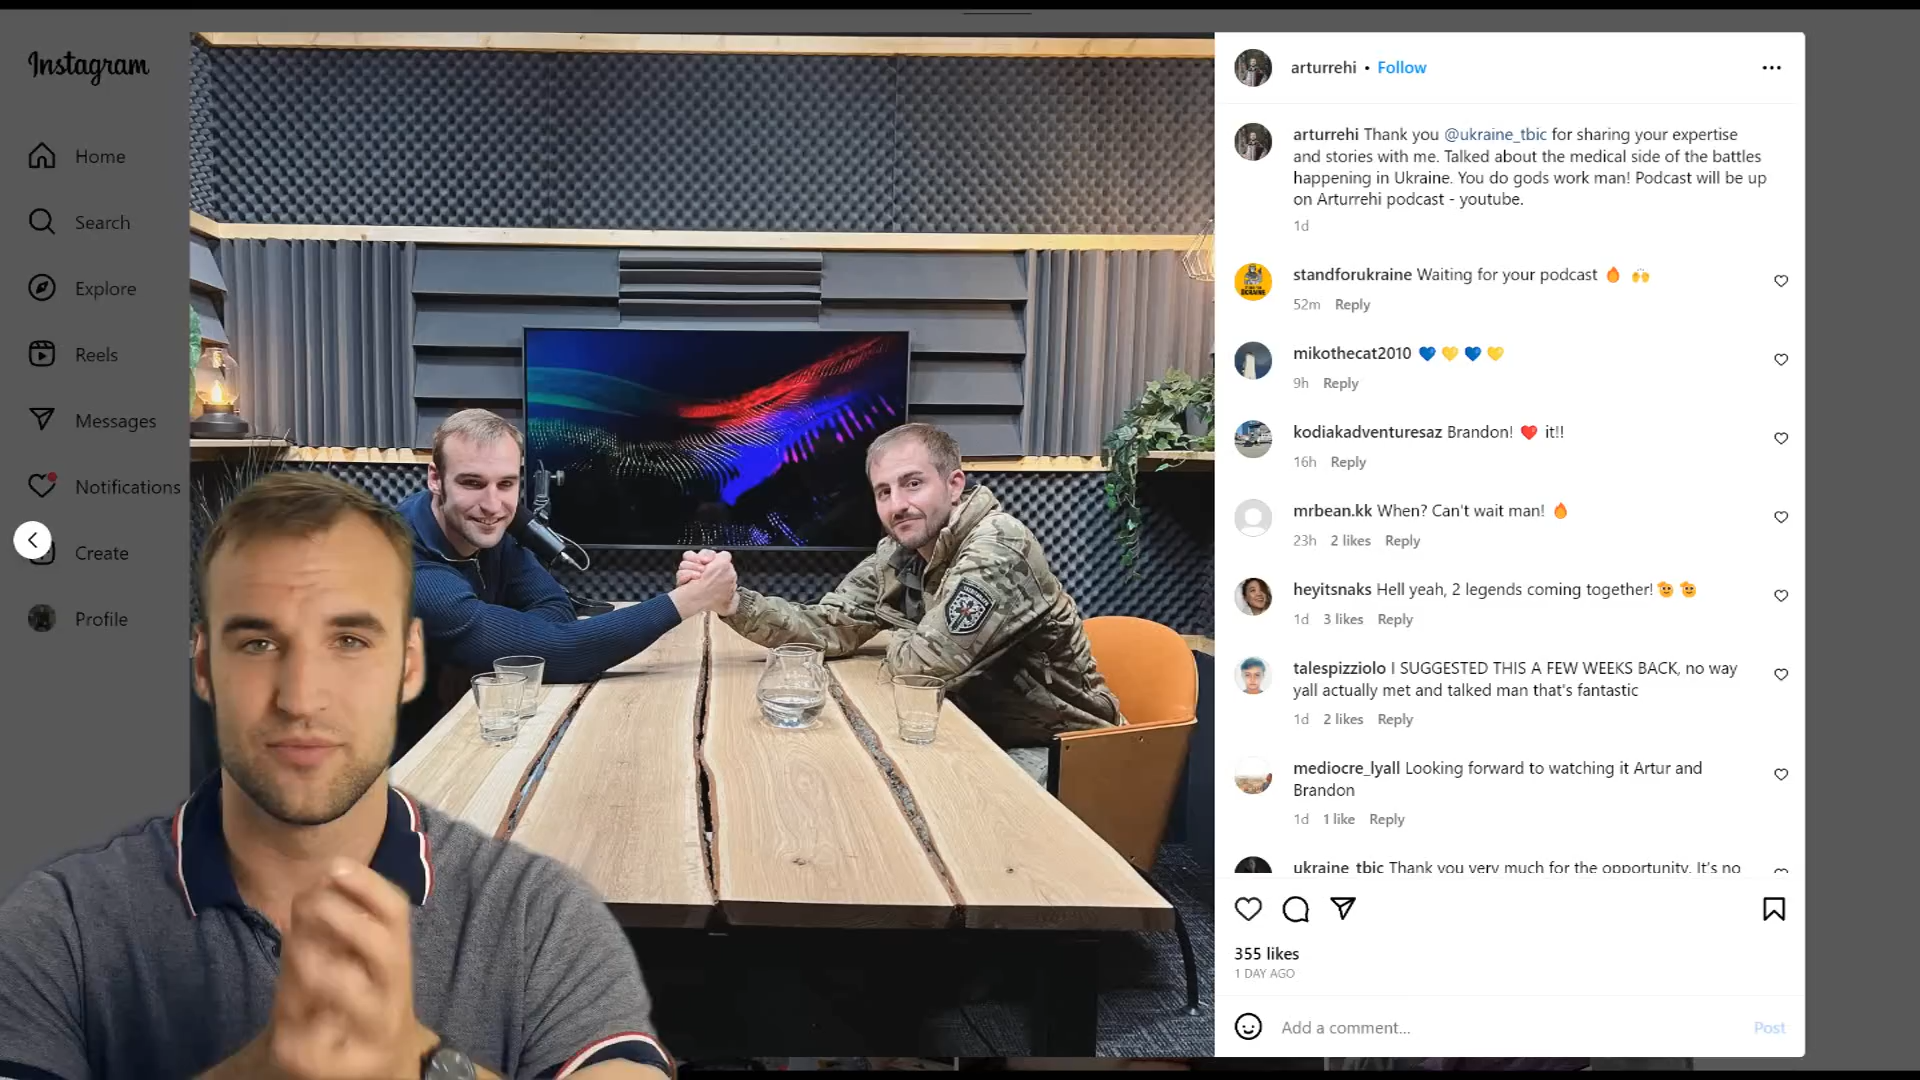 Instagram
Home
Search
Explore
Reels
Messages
Notifications
Create
Profile
arturrehi • Follow
arturrehi Thank you @ukraine_tbic for sharing your expertise
and stories with me. Talked about the medical side of the battles
happening in Ukraine. You do gods work man! Podcast will be up
on Arturrehi podcast - youtube.
1d
standforukraine Waiting for your podcast 🔥 🙌
52m Reply
mikothecat2010 💙 💛 💙 💛
9h Reply
kodiakadventuresaz Brandon! ❤️ it!!
16h Reply
mrbean.kk When? Can't wait man! 🔥
23h 2 likes Reply
heyitsnaks Hell yeah, 2 legends coming together! 🫡 🫡
1d 3 likes Reply
talespizziolo I SUGGESTED THIS A FEW WEEKS BACK, no way
yall actually met and talked man that's fantastic
1d 2 likes Reply
mediocre_lyall Looking forward to watching it Artur and
Brandon
1d 1 like Reply
ukraine_tbic Thank you very much for the opportunity. It's no
355 likes
1 DAY AGO
Add a comment...
Post